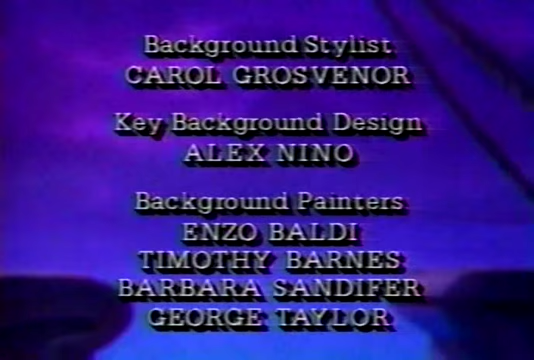 Background Stylist
CAROL GROSVENOR
Key Background Design
ALEX NINO
Background Painters
ENZO BALDI
TIMOTHY BARNES
BARBARA SANDIFER
GEORGE TAYLOR